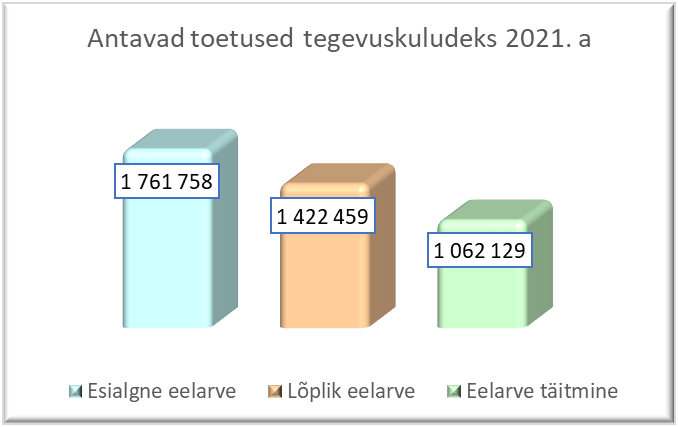 Antavad toetused tegevuskuludeks 2021. a
1 761 758
1 422 459
1 062 129
Esialgne eelarve Lõplik eelarve Eelarve täitmine